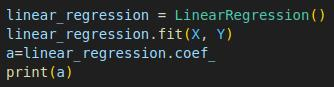 linear_regression = LinearRegression()
linear_regression.fit(X, Y)
a=linear_regression.coef_
print(a)